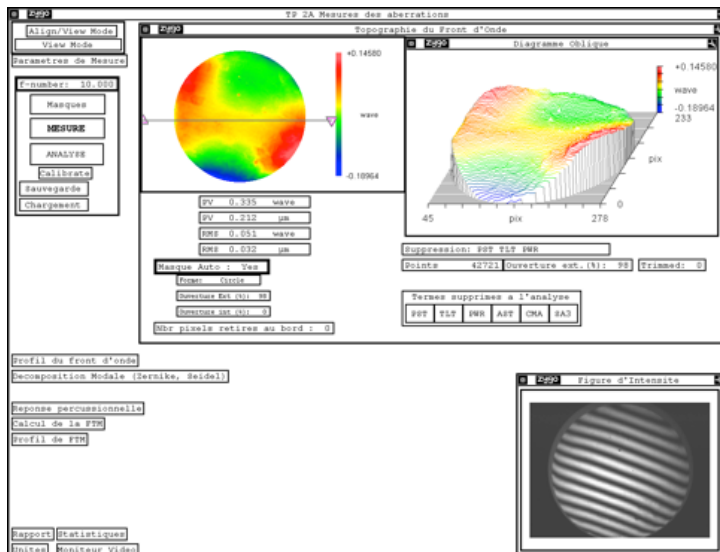 zygo TP 2A Mesures des aberrations
Align/View Mode
View Mode
Parametres de Mesure
f-number: 10.000
Masques
MESURE
ANALYSE
Calibrate
Sauvegarde
Chargement
zygo Topographie du Front d'Onde
+0.14580
wave
-0.18964
PV 0.335 wave
PV 0.212 µm
RMS 0.051 wave
RMS 0.032 µm
Masque Auto : Yes
Forme: Circle
Ouverture Ext (%): 98
Ouverture int (%): 0
Nbr pixels retires au bord : 0
zygo Diagramme Oblique
+0.14580
wave
-0.18964
233
pix
0
45 pix 278
Suppression: PST TLT PWR
Points 42721 Ouverture ext.(%): 98 Trimmed: 0
Termes supprimes a l'analyse
PST TLT PWR AST CMA SA3
Profil du front d'onde
Decomposition Modale (Zernike, Seidel)
Reponse percussionnelle
Calcul de la FTM
Profil de FTM
Rapport Statistiques
Unites Moniteur Video
zygo Figure d'Intensite